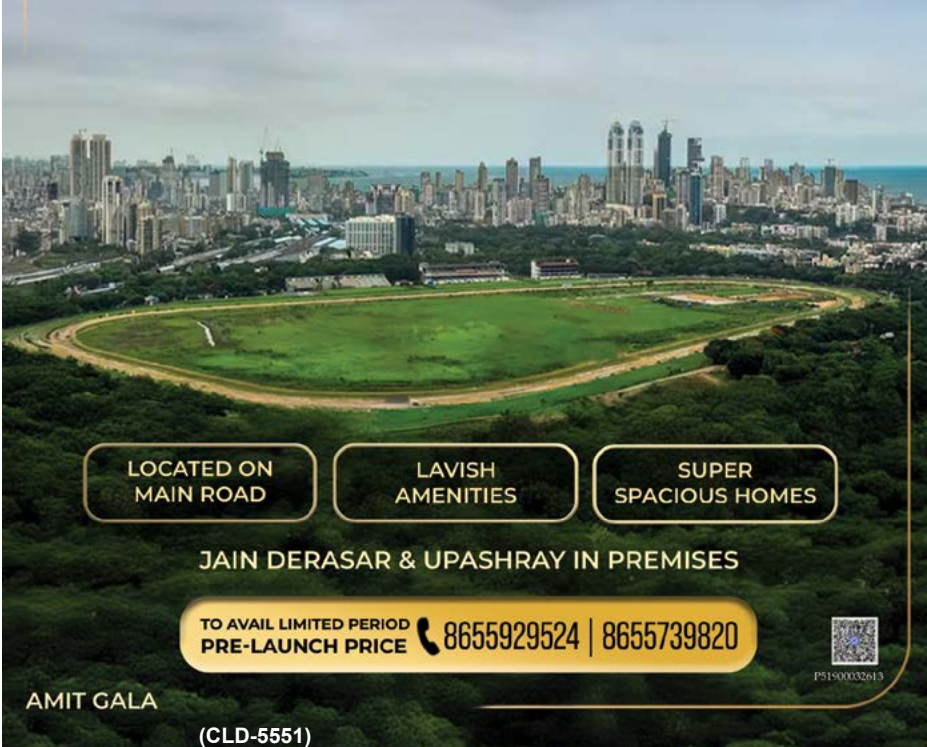 LOCATED ON
MAIN ROAD
LAVISH
AMENITIES
SUPER
SPACIOUS HOMES
JAIN DERASAR & UPASHRAY IN PREMISES
TO AVAIL LIMITED PERIOD
PRE-LAUNCH PRICE
8655929524 | 8655739820
P51900032613
AMIT GALA
(CLD-5551)